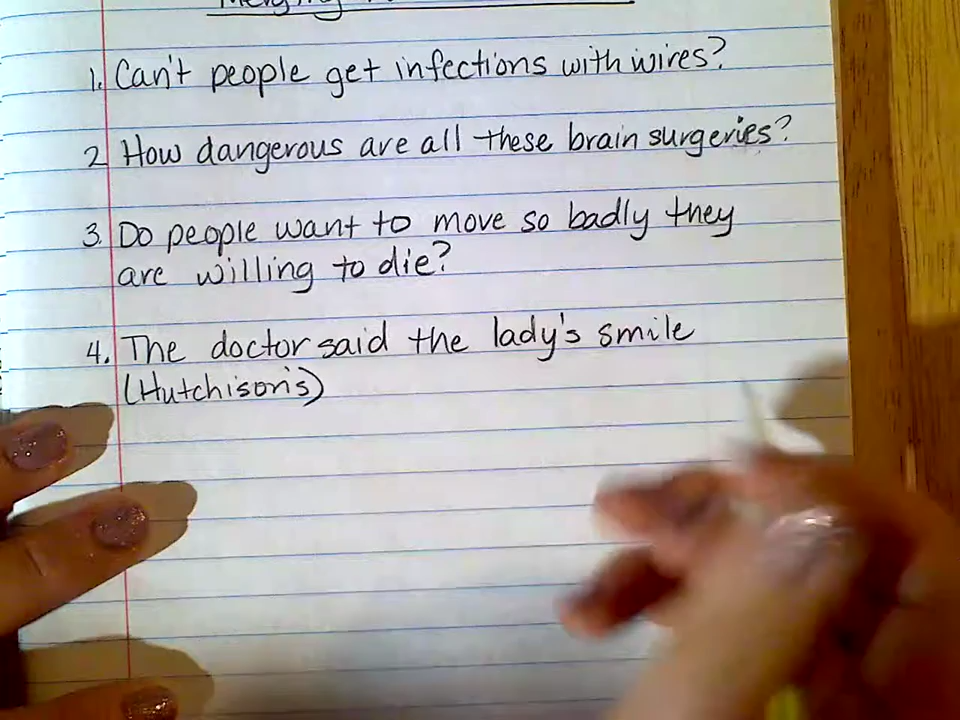 Merging
1. Can't people get infections with wires?
2 How dangerous are all these brain surgeries?
3. Do people want to move so badly they
are willing to die?
4. The doctor said the lady's smile
(Hutchison's)